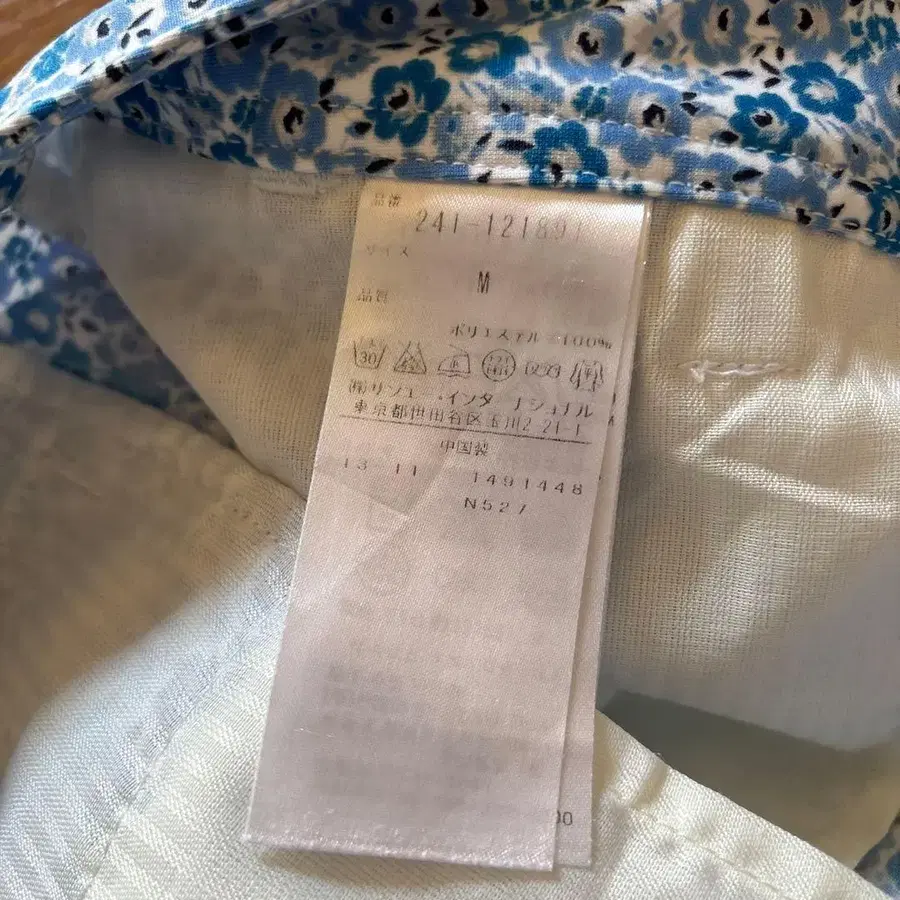 品番
241-121891
サイズ
M
品質
ポリエステル 100%
30
(株)リシュー・インターナショナル
東京都世田谷区玉川2-21-1
中国製
13-11 1491448
N527
00